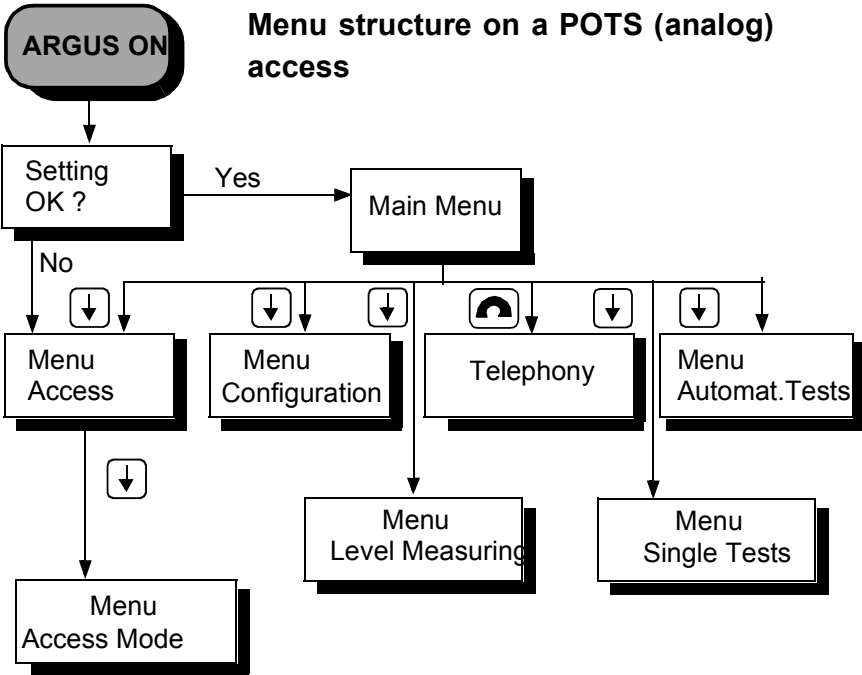 ARGUS ON
Menu structure on a POTS (analog)
access
Setting
OK ?
Yes
Main Menu
No
Menu
Access
Menu
Configuration
Telephony
Menu
Automat.Tests
Menu
Level Measuring
Menu
Single Tests
Menu
Access Mode